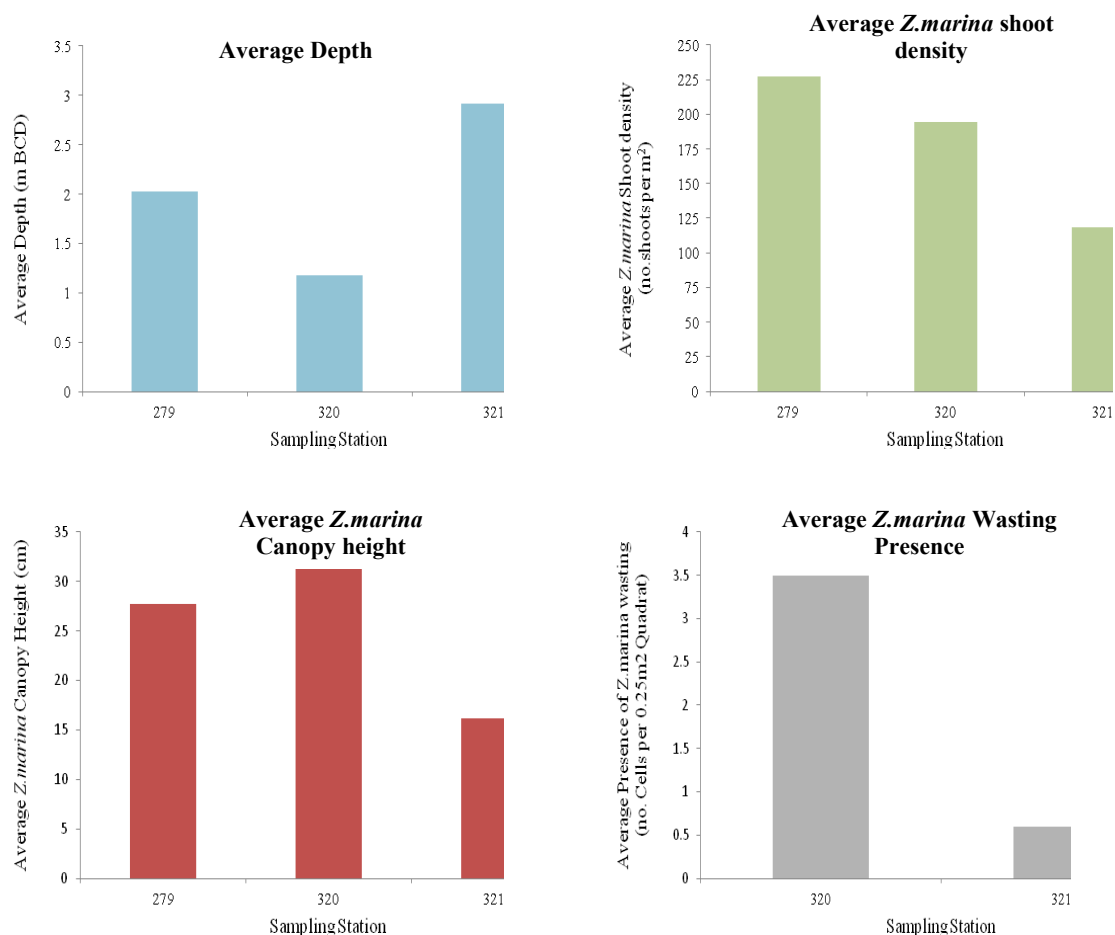 Average Depth
3.5
3
2.5
2
1.5
1
0.5
0
Average Depth (m BCD)
279 320 321
Sampling Station
Average Z.marina shoot
density
250
225
200
175
150
125
100
75
50
25
0
Average Z.marina Shoot density
(no.shoots per m²)
279 320 321
Sampling Station
Average Z.marina
Canopy height
35
30
25
20
15
10
5
0
Average Z.marina Canopy Height (cm)
279 320 321
Sampling Station
Average Z.marina Wasting
Presence
4
3.5
3
2.5
2
1.5
1
0.5
0
Average Presence of Z.marina wasting
(no. Cells per 0.25m2 Quadrat)
320 321
Sampling Station